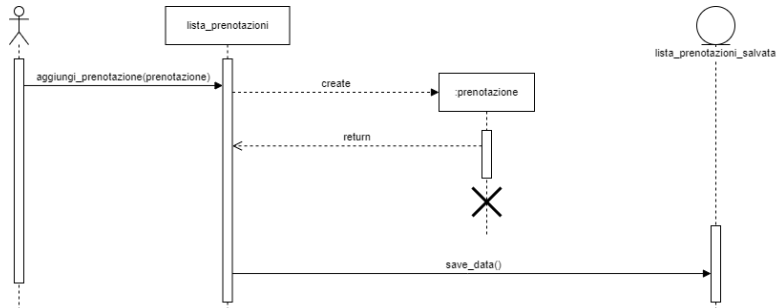 lista_prenotazioni
lista_prenotazioni_salvata
aggiungi_prenotazione(prenotazione)
create
:prenotazione
return
save_data()